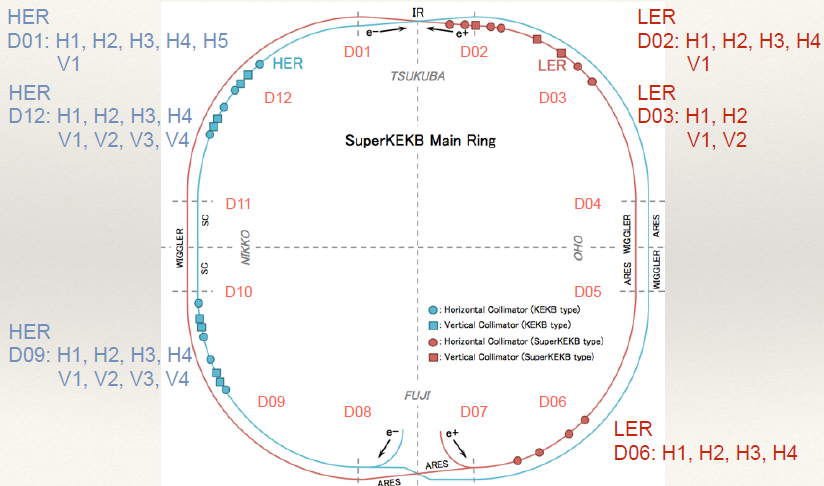 HER
D01: H1, H2, H3, H4, H5
V1
HER
D12: H1, H2, H3, H4
V1, V2, V3, V4
HER
D09: H1, H2, H3, H4
V1, V2, V3, V4
LER
D02: H1, H2, H3, H4
V1
LER
D03: H1, H2
V1, V2
LER
D06: H1, H2, H3, H4
IR
D01
D02
e-
e+
TSUKUBA
HER
LER
D12
D03
SuperKEKB Main Ring
D11
D04
WIGGLER
SC
SC
NIKKO
OHO
ARES
WIGGLER
ARES
WIGGLER
D10
D05
: Horizontal Collimator (KEKB type)
: Vertical Collimator (KEKB type)
: Horizontal Collimator (SuperKEKB type)
: Vertical Collimator (SuperKEKB type)
FUJI
D09
D08
D07
D06
e-
e+
ARES
ARES